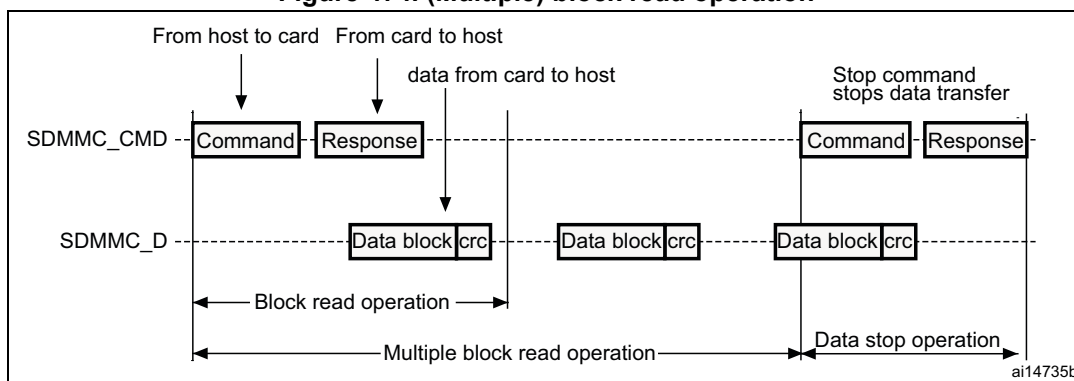 From host to card
From card to host
data from card to host
Stop command
stops data transfer
SDMMC_CMD
Command
Response
Command
Response
SDMMC_D
Data block
crc
Data block
crc
Data block
crc
Block read operation
Multiple block read operation
Data stop operation
ai14735b